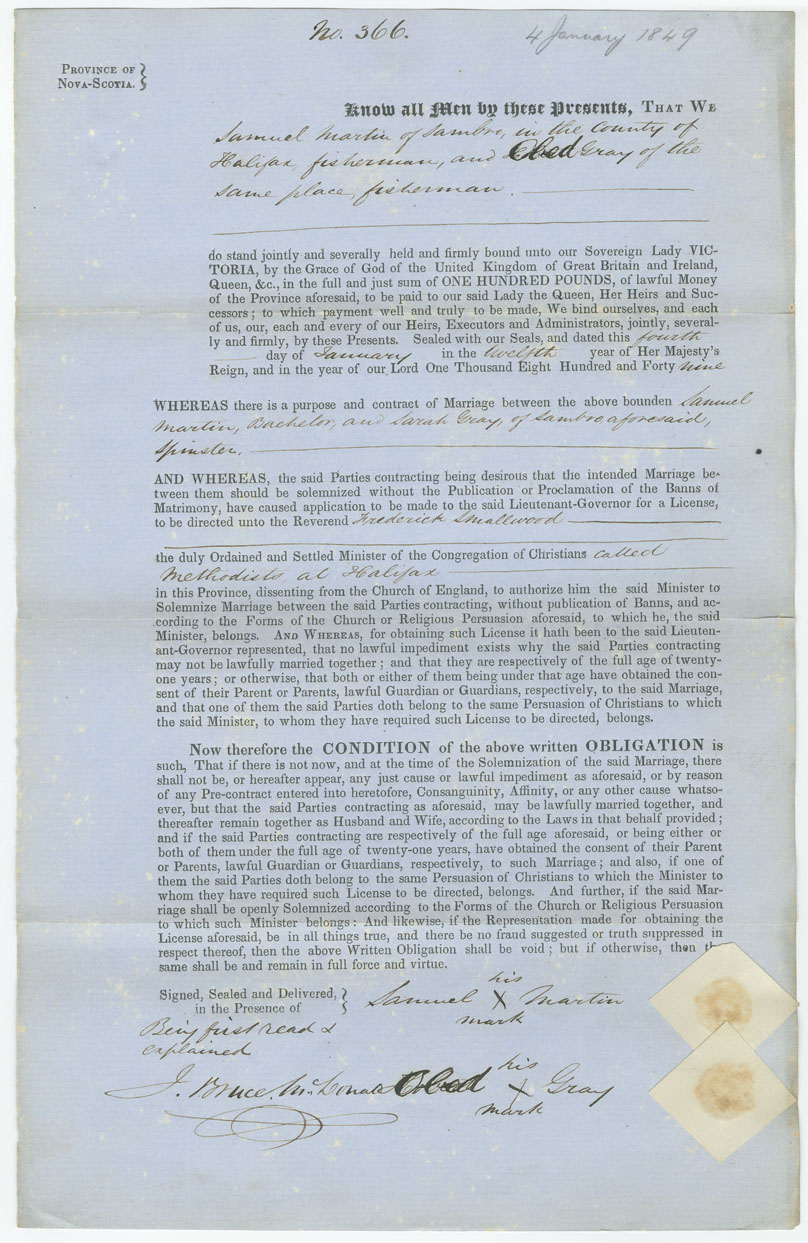 No. 366.
4 January 1849
PROVINCE OF
NOVA-SCOTIA.
Know all Men by these Presents, THAT WE
Samuel Martin of Sambro, in the County of
Halifax, fisherman, and Obed Gray of the
same place, fisherman.
do stand jointly and severally held and firmly bound unto our Sovereign Lady VIC-
TORIA, by the Grace of God of the United Kingdom of Great Britain and Ireland,
Queen, &c., in the full and just sum of ONE HUNDRED POUNDS, of lawful Money
of the Province aforesaid, to be paid to our said Lady the Queen, Her Heirs and Suc-
cessors; to which payment well and truly to be made, We bind ourselves, and each
of us, our, each and every of our Heirs, Executors and Administrators, jointly, several-
ly and firmly, by these Presents. Sealed with our Seals, and dated this fourth
day of January in the twelfth year of Her Majesty's
Reign, and in the year of our Lord One Thousand Eight Hundred and Forty nine
WHEREAS there is a purpose and contract of Marriage between the above bounden Samuel
Martin, Bachelor, and Sarah Gray, of Sambro, aforesaid,
Spinster.
AND WHEREAS, the said Parties contracting being desirous that the intended Marriage be-
tween them should be solemnized without the Publication or Proclamation of the Banns of
Matrimony, have caused application to be made to the said Lieutenant-Governor for a License,
to be directed unto the Reverend Frederick Smallwood
the duly Ordained and Settled Minister of the Congregation of Christians called
Methodists at Halifax
in this Province, dissenting from the Church of England, to authorize him the said Minister to
Solemnize Marriage between the said Parties contracting, without publication of Banns, and ac-
cording to the Forms of the Church or Religious Persuasion aforesaid, to which he, the said
Minister, belongs. AND WHEREAS, for obtaining such License it hath been to the said Lieuten-
ant-Governor represented, that no lawful impediment exists why the said Parties contracting
may not be lawfully married together; and that they are respectively of the full age of twenty-
one years; or otherwise, that both or either of them being under that age have obtained the con-
sent of their Parent or Parents, lawful Guardian or Guardians, respectively, to the said Marriage,
and that one of them the said Parties doth belong to the same Persuasion of Christians to which
the said Minister, to whom they have required such License to be directed, belongs.
Now therefore the CONDITION of the above written OBLIGATION is
such, That if there is not now, and at the time of the Solemnization of the said Marriage, there
shall not be, or hereafter appear, any just cause or lawful impediment as aforesaid, or by reason
of any Pre-contract entered into heretofore, Consanguinity, Affinity, or any other cause whatso-
ever, but that the said Parties contracting as aforesaid, may be lawfully married together, and
thereafter remain together as Husband and Wife, according to the Laws in that behalf provided;
and if the said Parties contracting are respectively of the full age aforesaid, or being either or
both of them under the full age of twenty-one years, have obtained the consent of their Parent
or Parents, lawful Guardian or Guardians, respectively, to such Marriage; and also, if one of
them the said Parties doth belong to the same Persuasion of Christians to which the Minister to
whom they have required such License to be directed, belongs. And further, if the said Mar-
riage shall be openly Solemnized according to the Forms of the Church or Religious Persuasion
to which such Minister belongs: And likewise, if the Representation made for obtaining the
License aforesaid, be in all things true, and there be no fraud suggested or truth suppressed in
respect thereof, then the above Written Obligation shall be void; but if otherwise, then the
same shall be and remain in full force and virtue.
Signed, Sealed and Delivered,
in the Presence of
Being first read &
explained
J. Bruce McDonald
his
Samuel X Martin
mark
his
Obed X Gray
mark